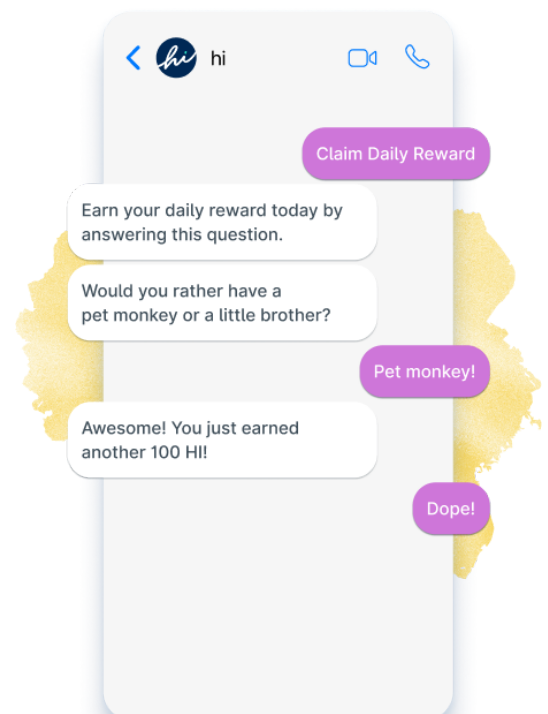 hi hi
Claim Daily Reward
Earn your daily reward today by
answering this question.
Would you rather have a
pet monkey or a little brother?
Pet monkey!
Awesome! You just earned
another 100 HI!
Dope!